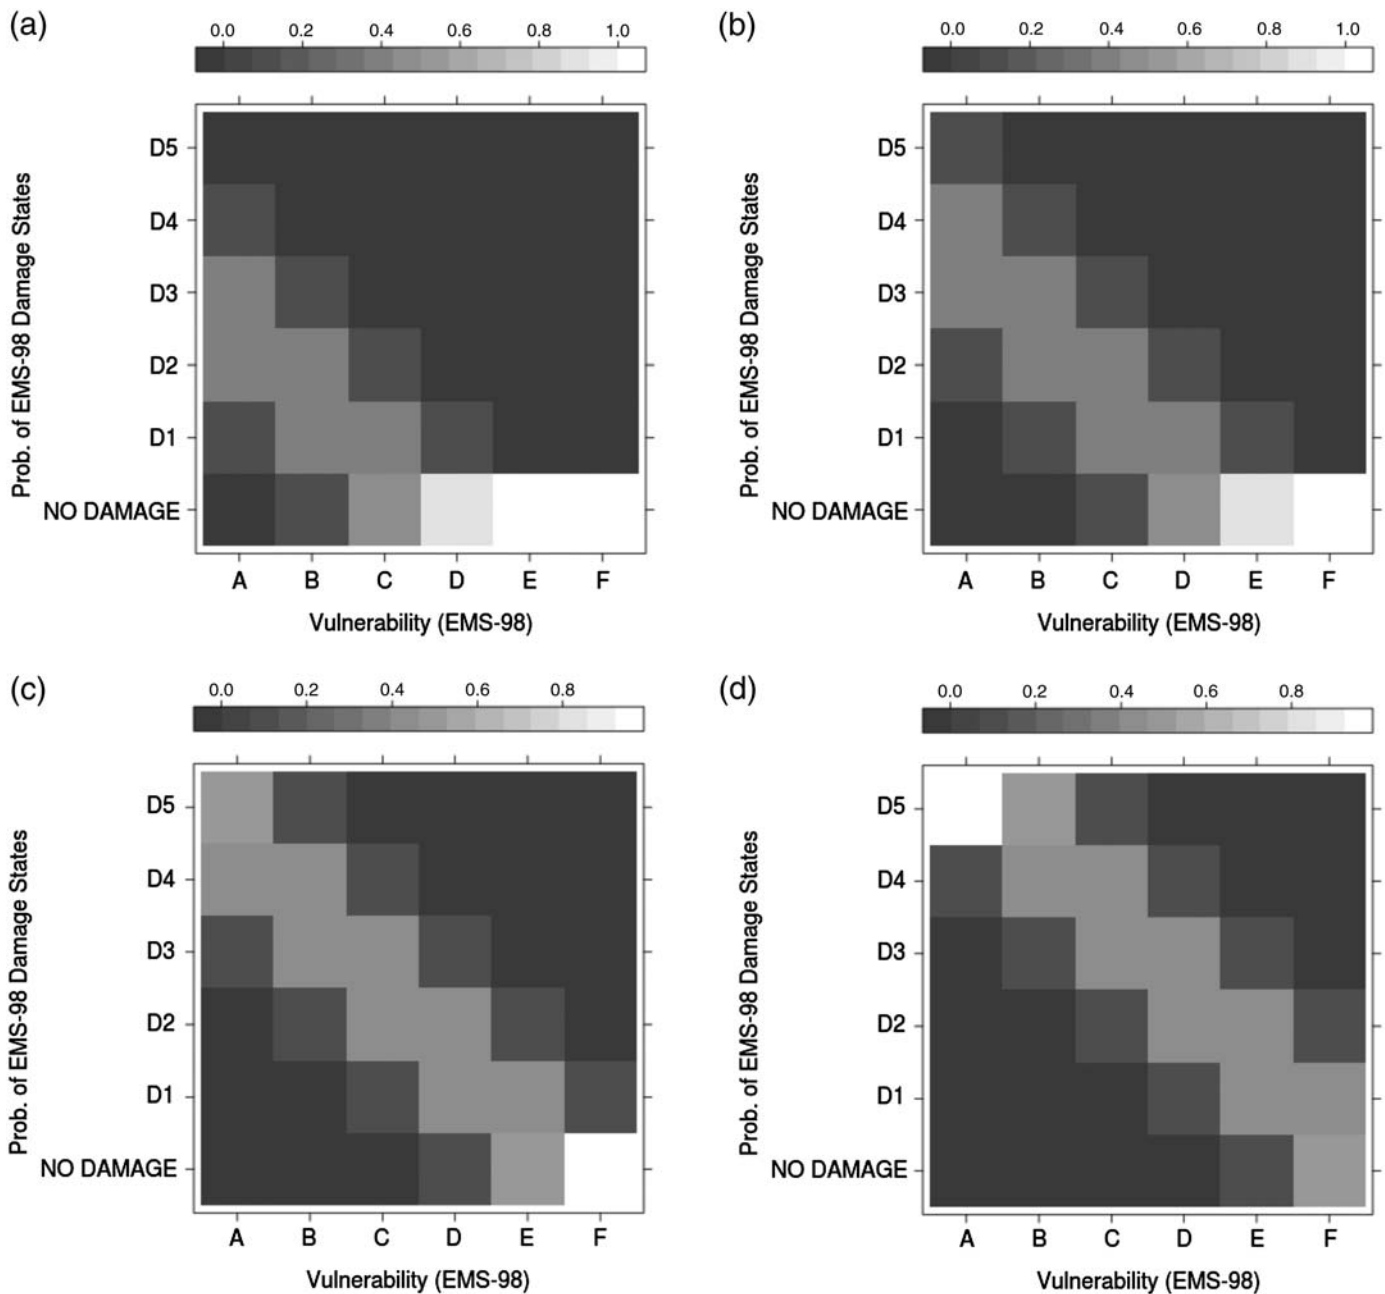 (a)
0.0 0.2 0.4 0.6 0.8 1.0
Prob. of EMS-98 Damage States
D5
D4
D3
D2
D1
NO DAMAGE
A B C D E F
Vulnerability (EMS-98)
(b)
0.0 0.2 0.4 0.6 0.8 1.0
Prob. of EMS-98 Damage States
D5
D4
D3
D2
D1
NO DAMAGE
A B C D E F
Vulnerability (EMS-98)
(c)
0.0 0.2 0.4 0.6 0.8
Prob. of EMS-98 Damage States
D5
D4
D3
D2
D1
NO DAMAGE
A B C D E F
Vulnerability (EMS-98)
(d)
0.0 0.2 0.4 0.6 0.8
Prob. of EMS-98 Damage States
D5
D4
D3
D2
D1
NO DAMAGE
A B C D E F
Vulnerability (EMS-98)